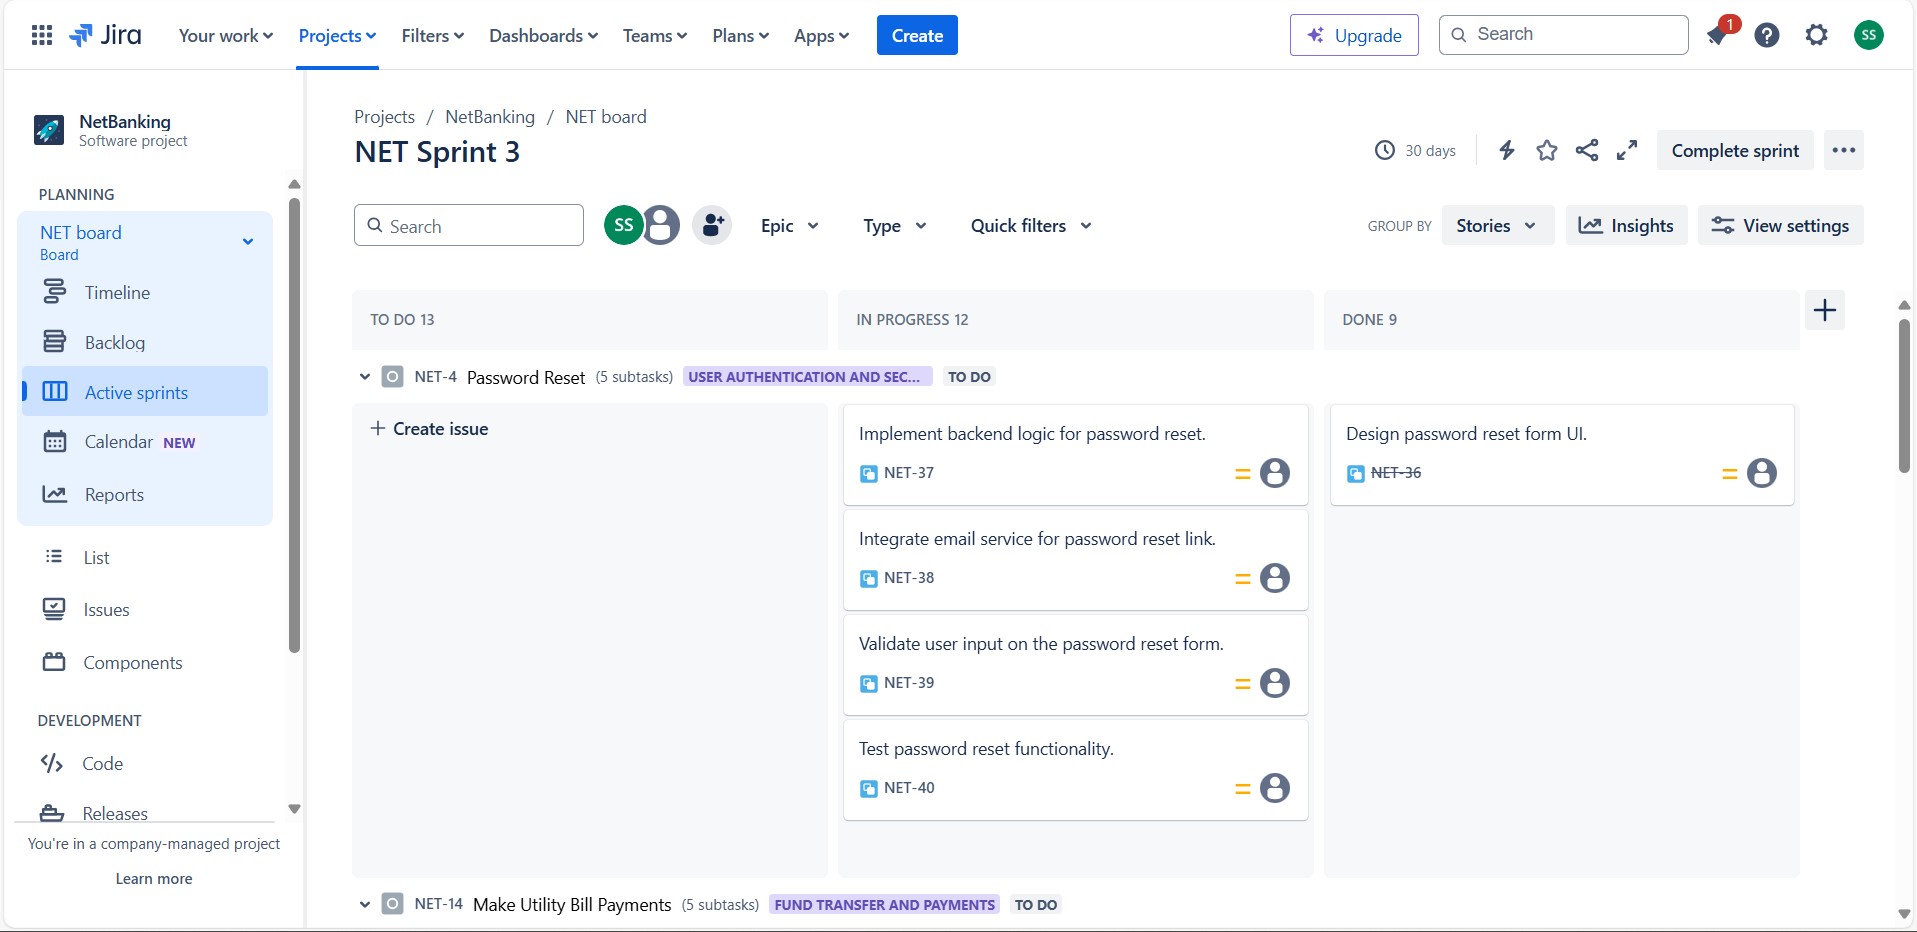 Jira
Your work
Projects
Filters
Dashboards
Teams
Plans
Apps
Create
Upgrade
Search
1
SS
NetBanking
Software project
PLANNING
NET board
Board
Timeline
Backlog
Active sprints
Calendar NEW
Reports
List
Issues
Components
DEVELOPMENT
Code
Releases
You're in a company-managed project
Learn more
Projects / NetBanking / NET board
NET Sprint 3
30 days
Complete sprint
Search
SS
Epic
Type
Quick filters
GROUP BY
Stories
Insights
View settings
TO DO 13
IN PROGRESS 12
DONE 9
NET-4 Password Reset (5 subtasks) USER AUTHENTICATION AND SEC... TO DO
Create issue
Implement backend logic for password reset.
NET-37
Integrate email service for password reset link.
NET-38
Validate user input on the password reset form.
NET-39
Test password reset functionality.
NET-40
Design password reset form UI.
NET-36
NET-14 Make Utility Bill Payments (5 subtasks) FUND TRANSFER AND PAYMENTS TO DO